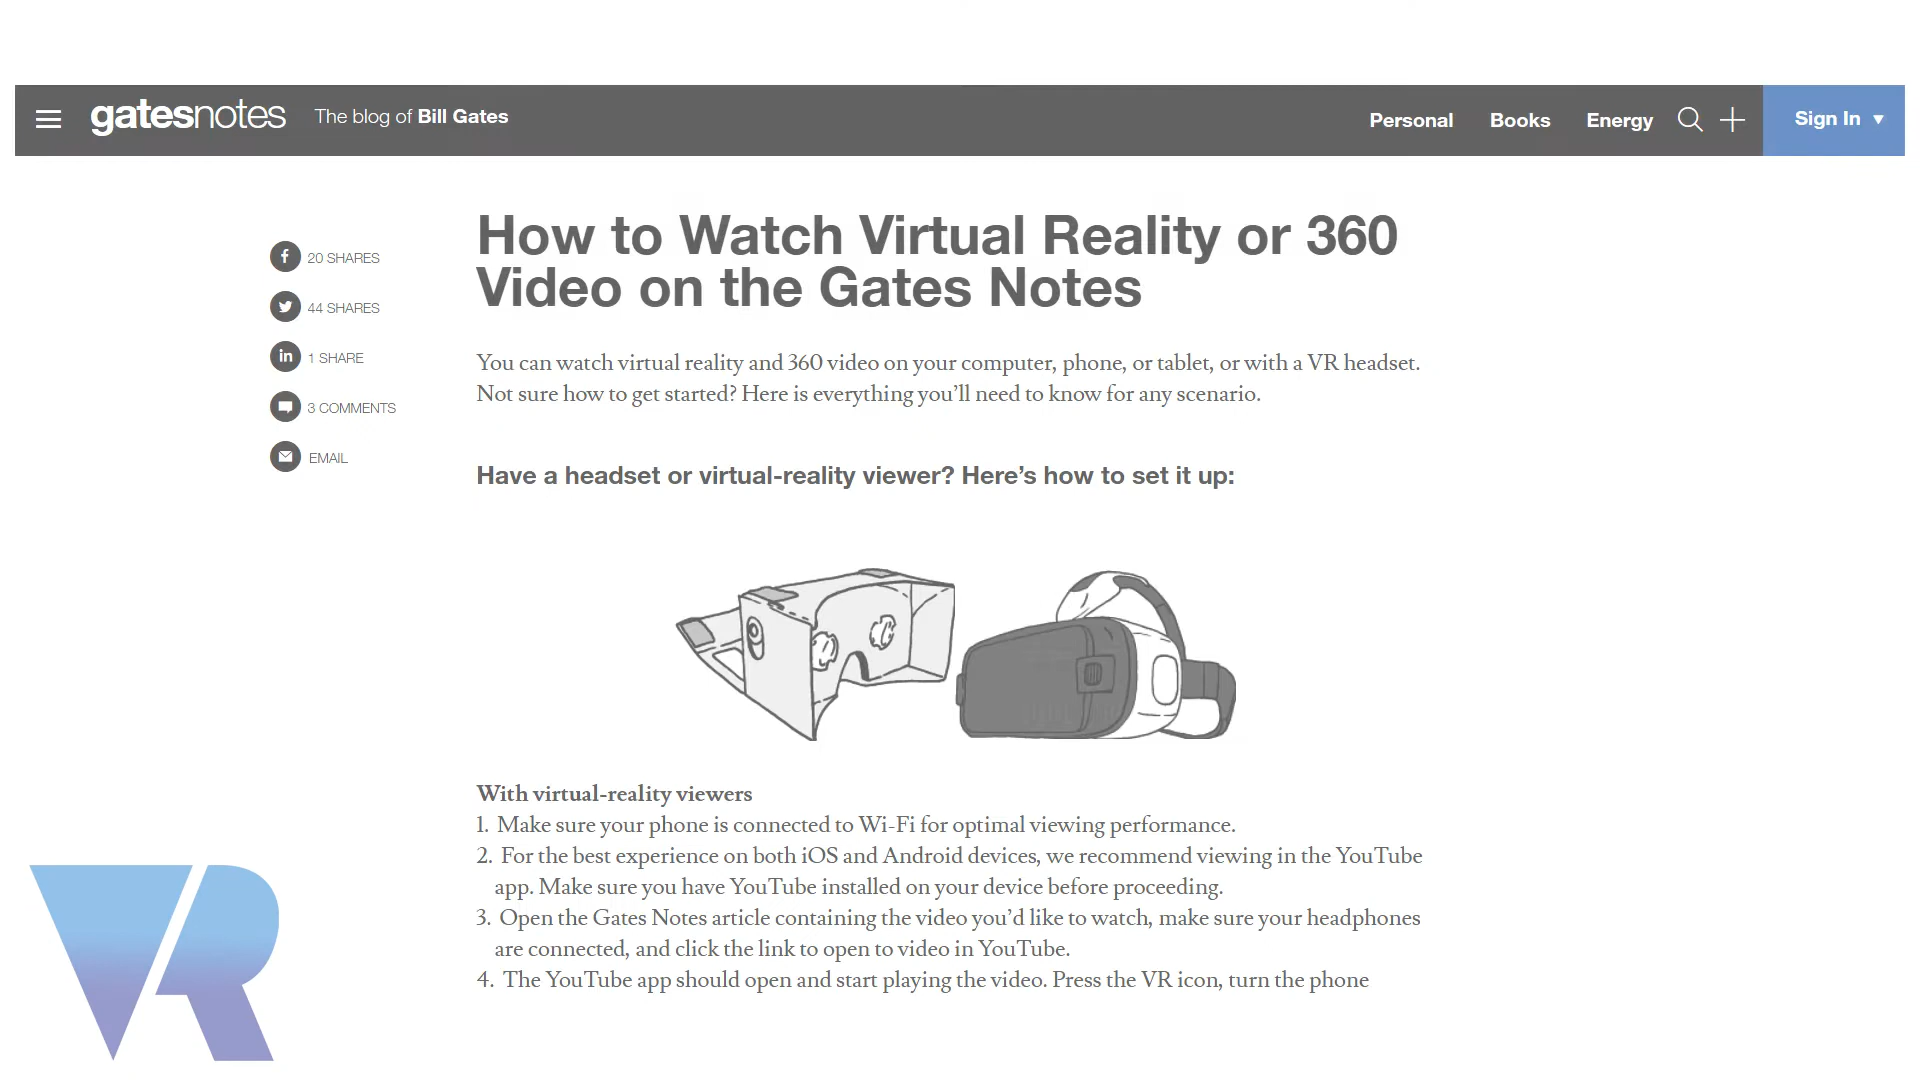 gatesnotes The blog of Bill Gates Personal Books Energy Sign In
How to Watch Virtual Reality or 360
Video on the Gates Notes
20 SHARES
44 SHARES
1 SHARE
3 COMMENTS
EMAIL
You can watch virtual reality and 360 video on your computer, phone, or tablet, or with a VR headset.
Not sure how to get started? Here is everything you’ll need to know for any scenario.
Have a headset or virtual-reality viewer? Here’s how to set it up:
With virtual-reality viewers
1. Make sure your phone is connected to Wi-Fi for optimal viewing performance.
2. For the best experience on both iOS and Android devices, we recommend viewing in the YouTube
app. Make sure you have YouTube installed on your device before proceeding.
3. Open the Gates Notes article containing the video you’d like to watch, make sure your headphones
are connected, and click the link to open to video in YouTube.
4. The YouTube app should open and start playing the video. Press the VR icon, turn the phone
VR